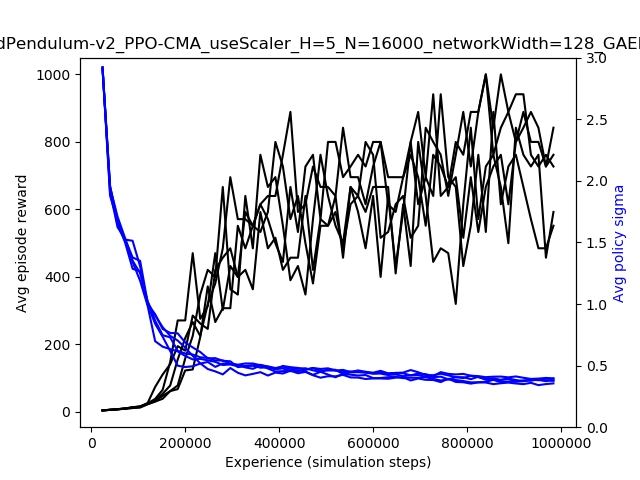 dPendulum-v2_PPO-CMA_useScaler_H=5_N=16000_networkWidth=128_GAE
1000
800
600
400
200
0
Avg episode reward
3.0
2.5
2.0
1.5
1.0
0.5
0.0
Avg policy sigma
0 200000 400000 600000 800000 1000000
Experience (simulation steps)